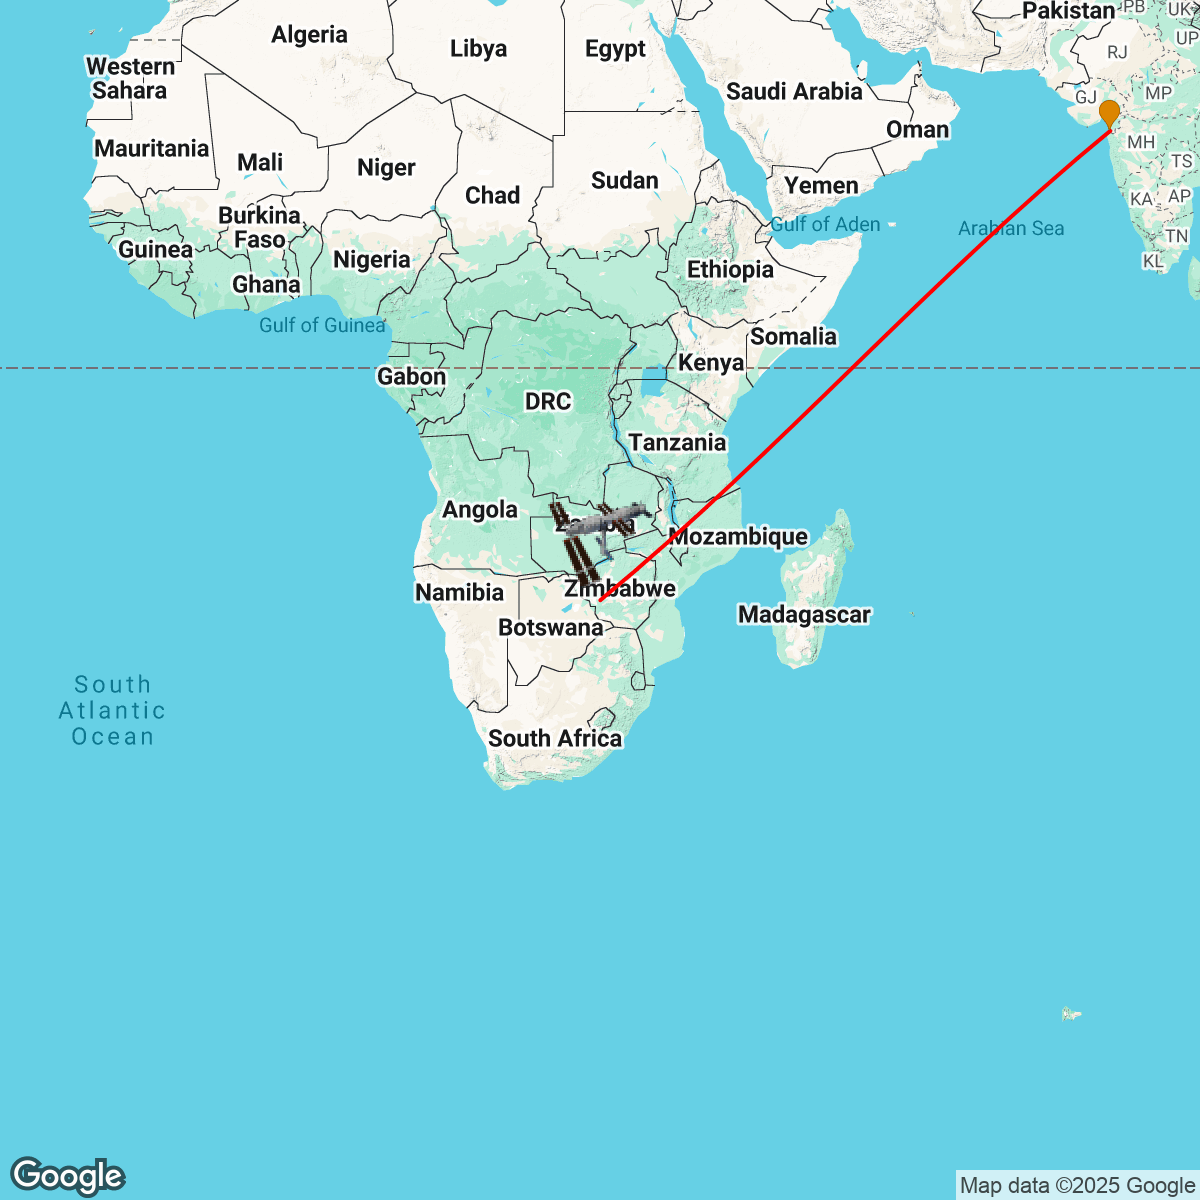 Pakistan
PB
UK
UP
RJ
Algeria
Libya
Egypt
Western
Sahara
Saudi Arabia
GJ
MP
Oman
MH
Mauritania
Mali
Niger
Chad
Sudan
Yemen
TS
KA
AP
Burkina
Faso
Gulf of Aden
Arabian Sea
TN
Guinea
Nigeria
KL
Ethiopia
Ghana
Gulf of Guinea
Somalia
Kenya
Gabon
DRC
Tanzania
Angola
Zambia
Mozambique
Namibia
Zimbabwe
Botswana
Madagascar
South
Atlantic
Ocean
South Africa
Google
Map data ©2025 Google